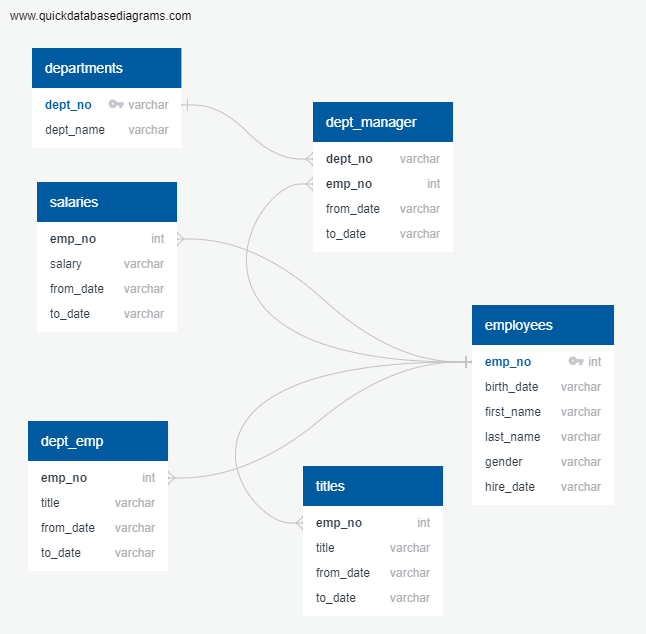 www.quickdatabasediagrams.com
departments
dept_no varchar
dept_name varchar
dept_manager
dept_no varchar
emp_no int
from_date varchar
to_date varchar
salaries
emp_no int
salary varchar
from_date varchar
to_date varchar
employees
emp_no int
birth_date varchar
first_name varchar
last_name varchar
gender varchar
hire_date varchar
dept_emp
emp_no int
title varchar
from_date varchar
to_date varchar
titles
emp_no int
title varchar
from_date varchar
to_date varchar